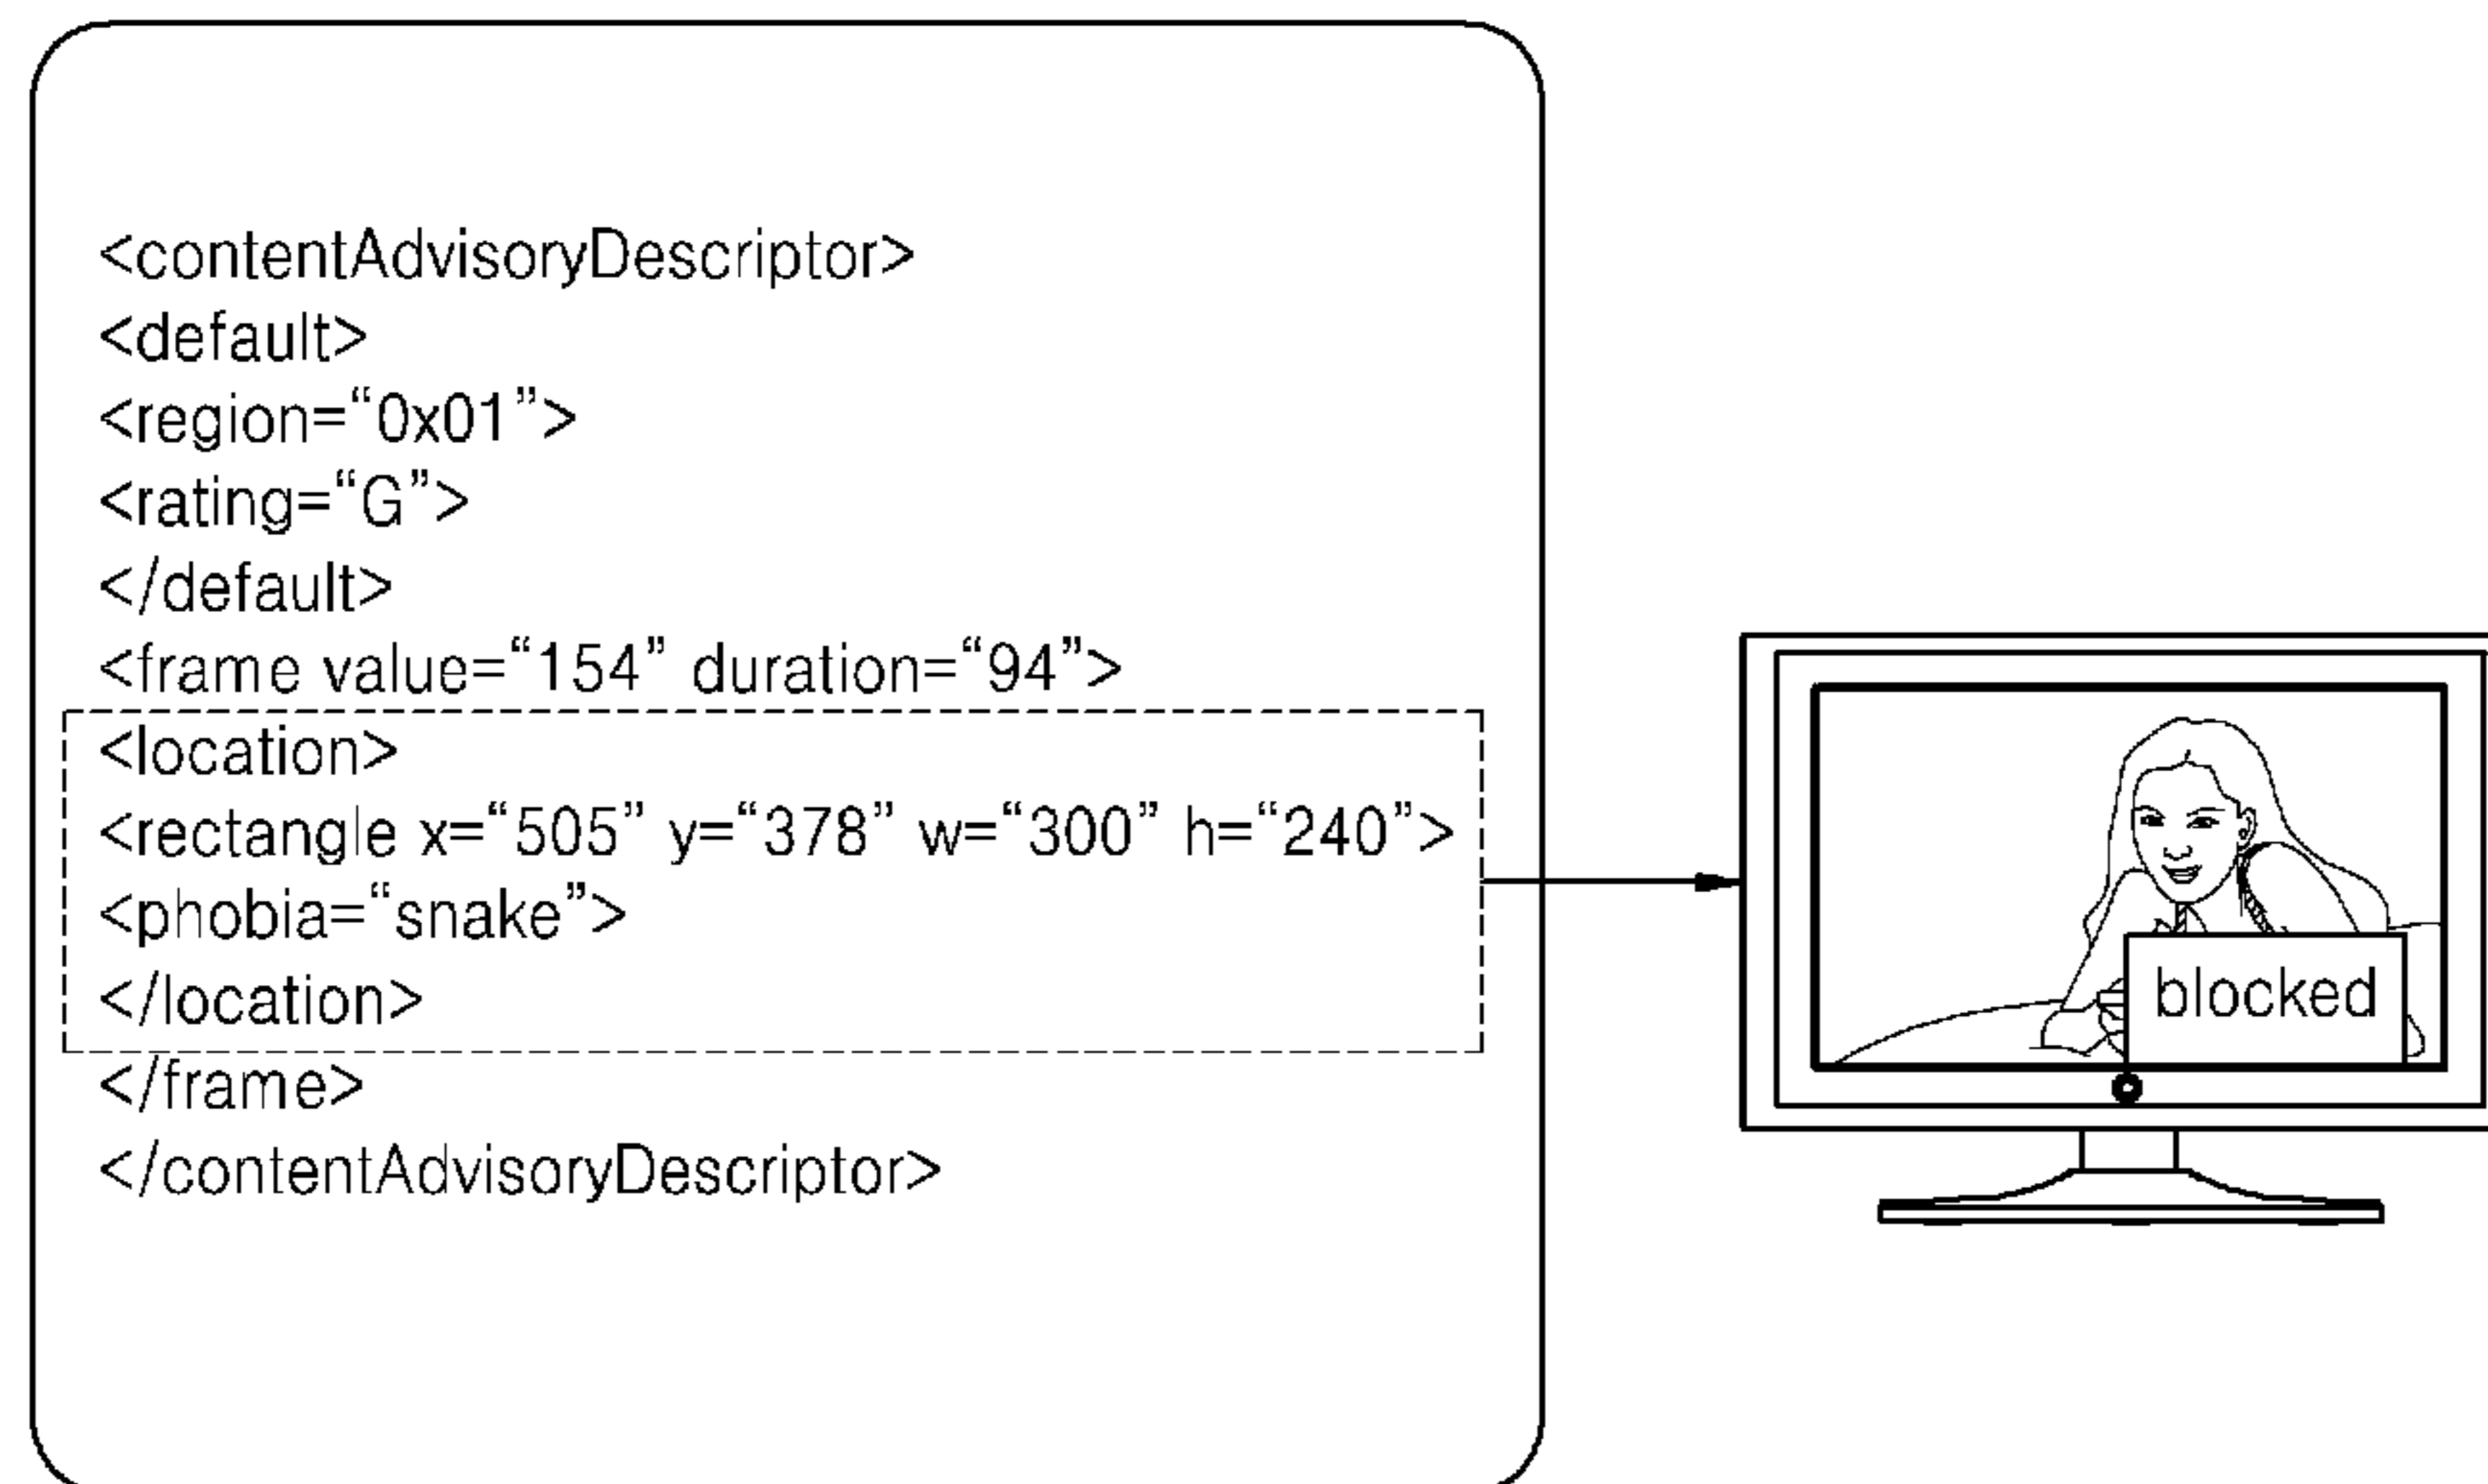 <contentAdvisoryDescriptor>
<default>
<region=“0x01”>
<rating=“G”>
</default>
<frame value=“154” duration=“94”>
<location>
<rectangle x=“505” y=“378” w=“300” h=“240”>
<phobia=“snake”>
</location>
</frame>
</contentAdvisoryDescriptor>
blocked